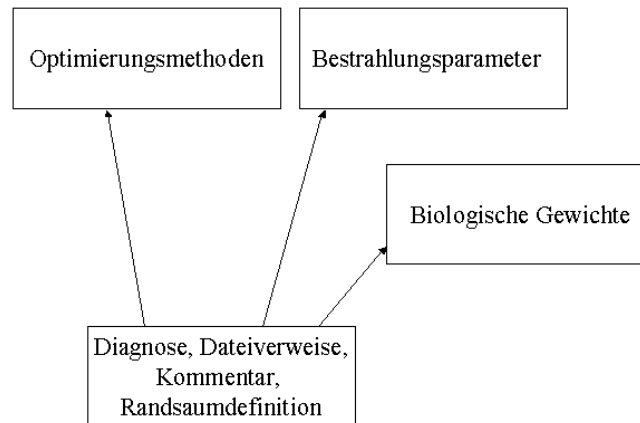 Optimierungsmethoden
Bestrahlungsparameter
Biologische Gewichte
Diagnose, Dateiverweise,
Kommentar,
Randsaumdefinition